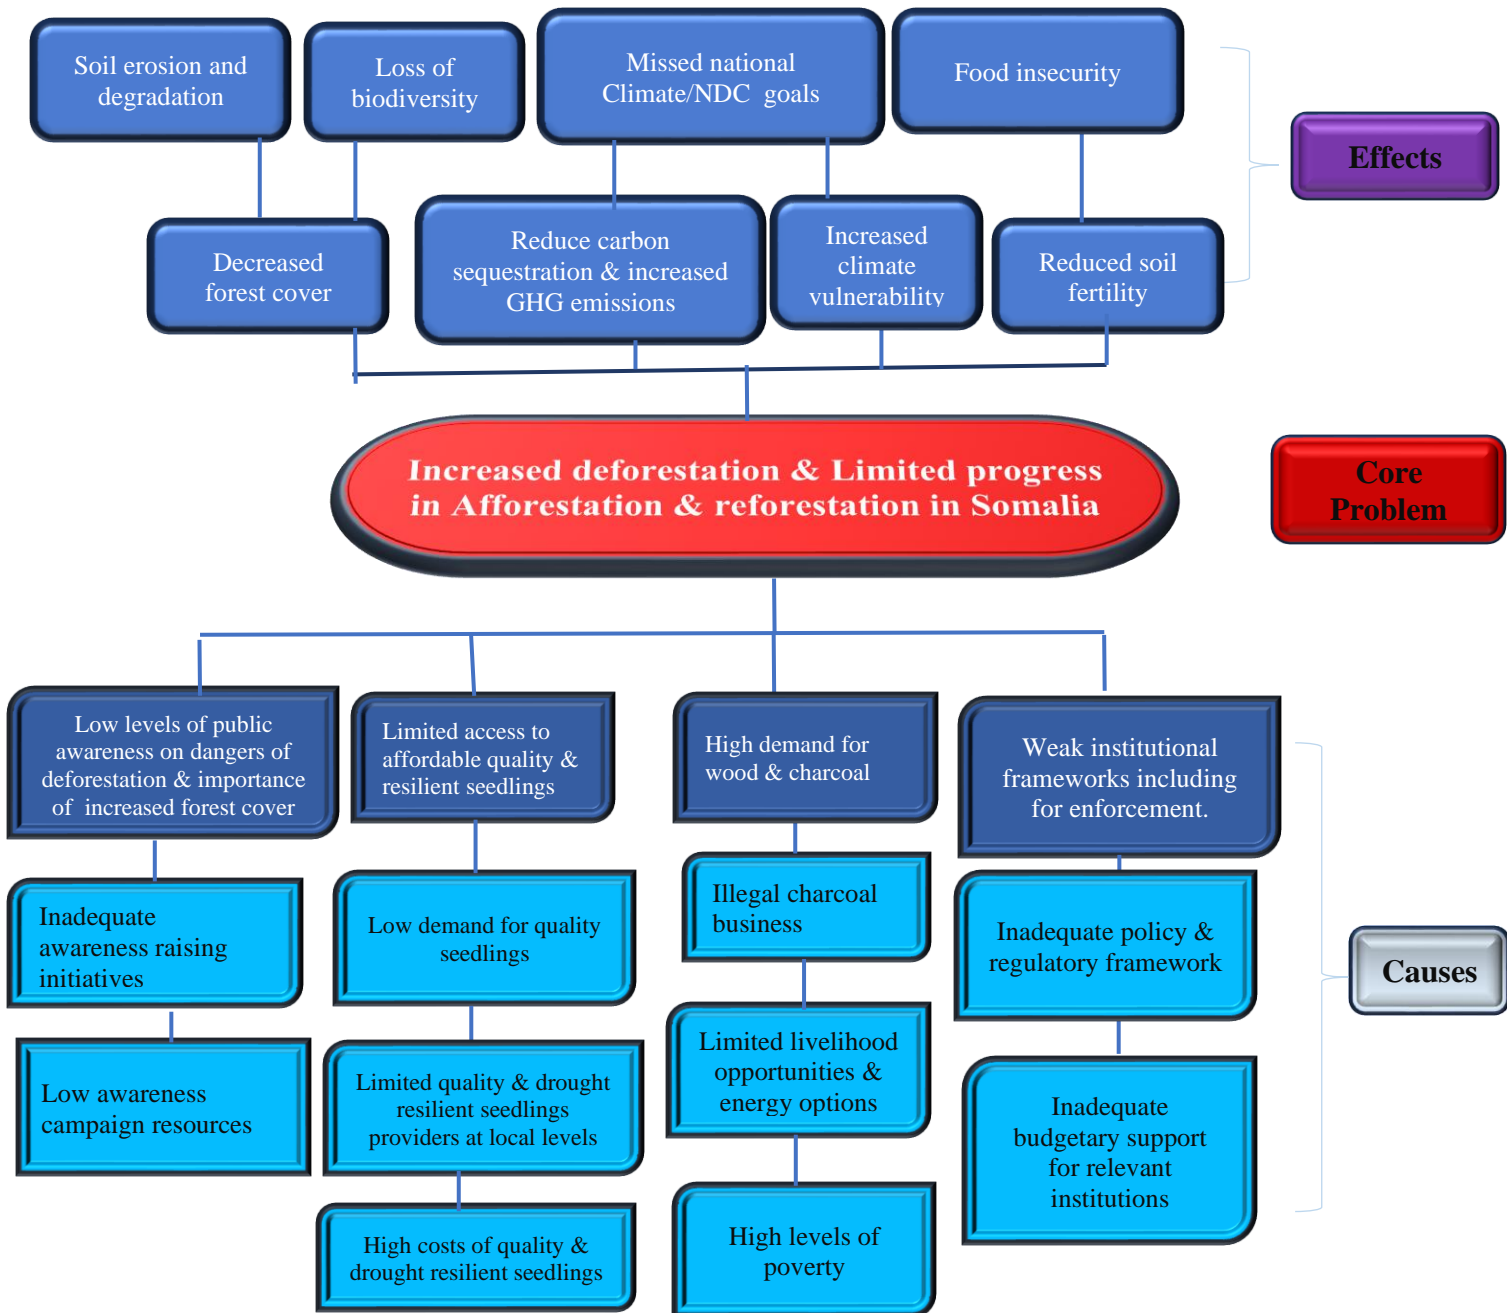 Soil erosion and
degradation
Loss of
biodiversity
Missed national
Climate/NDC goals
Food insecurity
Effects
Decreased
forest cover
Reduce carbon
sequestration & increased
GHG emissions
Increased
climate
vulnerability
Reduced soil
fertility
Increased deforestation & Limited progress
in Afforestation & reforestation in Somalia
Core
Problem
Low levels of public
awareness on dangers of
deforestation & importance
of increased forest cover
Limited access to
affordable quality &
resilient seedlings
High demand for
wood & charcoal
Weak institutional
frameworks including
for enforcement.
Inadequate
awareness raising
initiatives
Low demand for quality
seedlings
Illegal charcoal
business
Inadequate policy &
regulatory framework
Causes
Low awareness
campaign resources
Limited quality & drought
resilient seedlings
providers at local levels
Limited livelihood
opportunities &
energy options
Inadequate
budgetary support
for relevant
institutions
High costs of quality &
drought resilient seedlings
High levels of
poverty